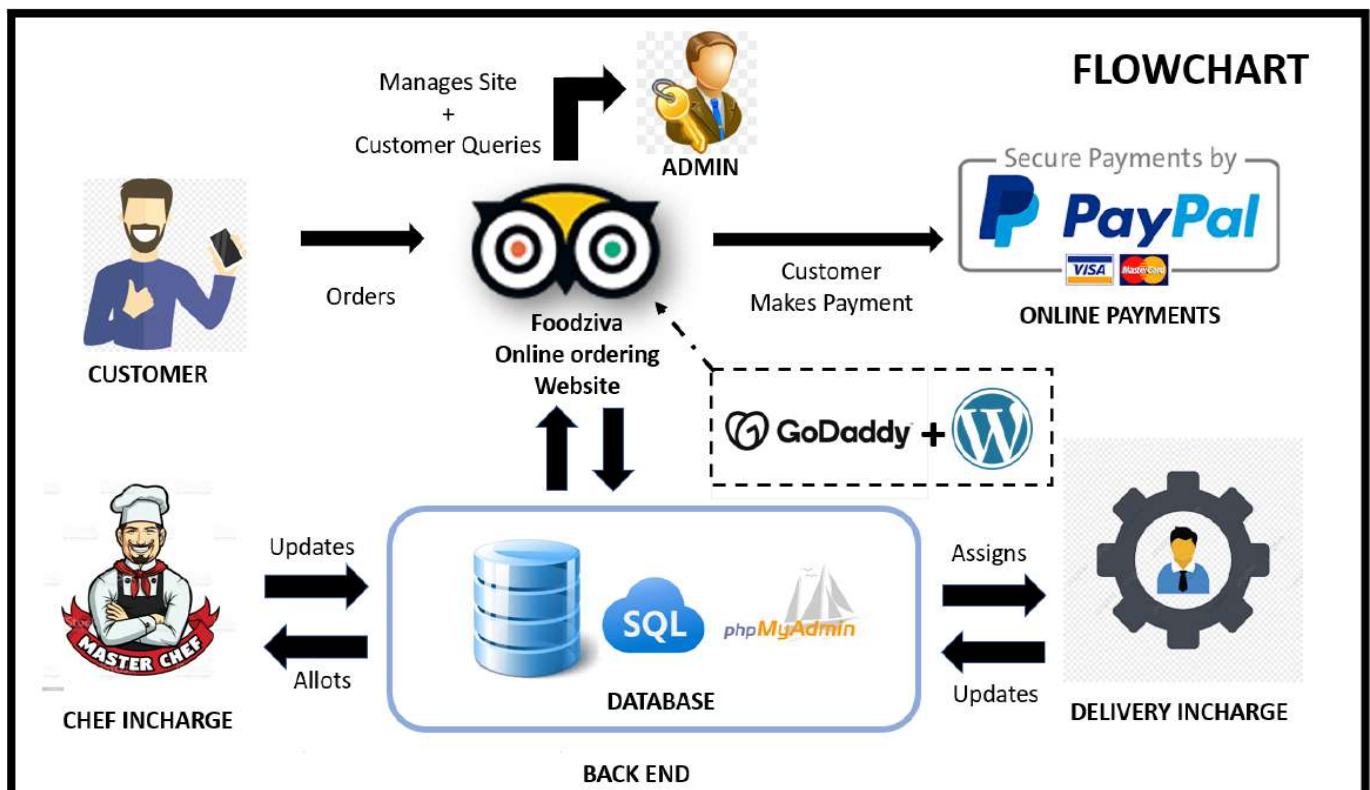 FLOWCHART
Manages Site
+
Customer Queries
ADMIN
Secure Payments by
PayPal
VISA MasterCard
ONLINE PAYMENTS
Orders
Customer
Makes Payment
CUSTOMER
Foodziva
Online ordering
Website
GoDaddy + W
Updates
Allots
MASTER CHEF
CHEF INCHARGE
SQL
phpMyAdmin
DATABASE
Assigns
Updates
DELIVERY INCHARGE
BACK END